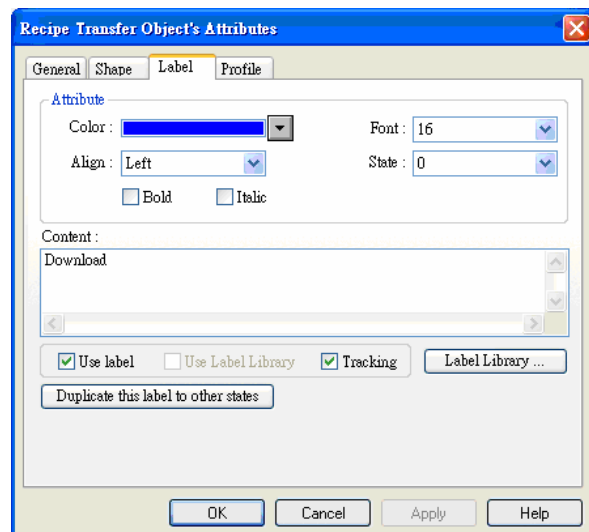 Recipe Transfer Object's Attributes
General Shape Label Profile
Attribute
Color : Font : 16
Align : Left State : 0
Bold Italic
Content :
Download
Use label Use Label Library Tracking Label Library ...
Duplicate this label to other states
OK Cancel Apply Help